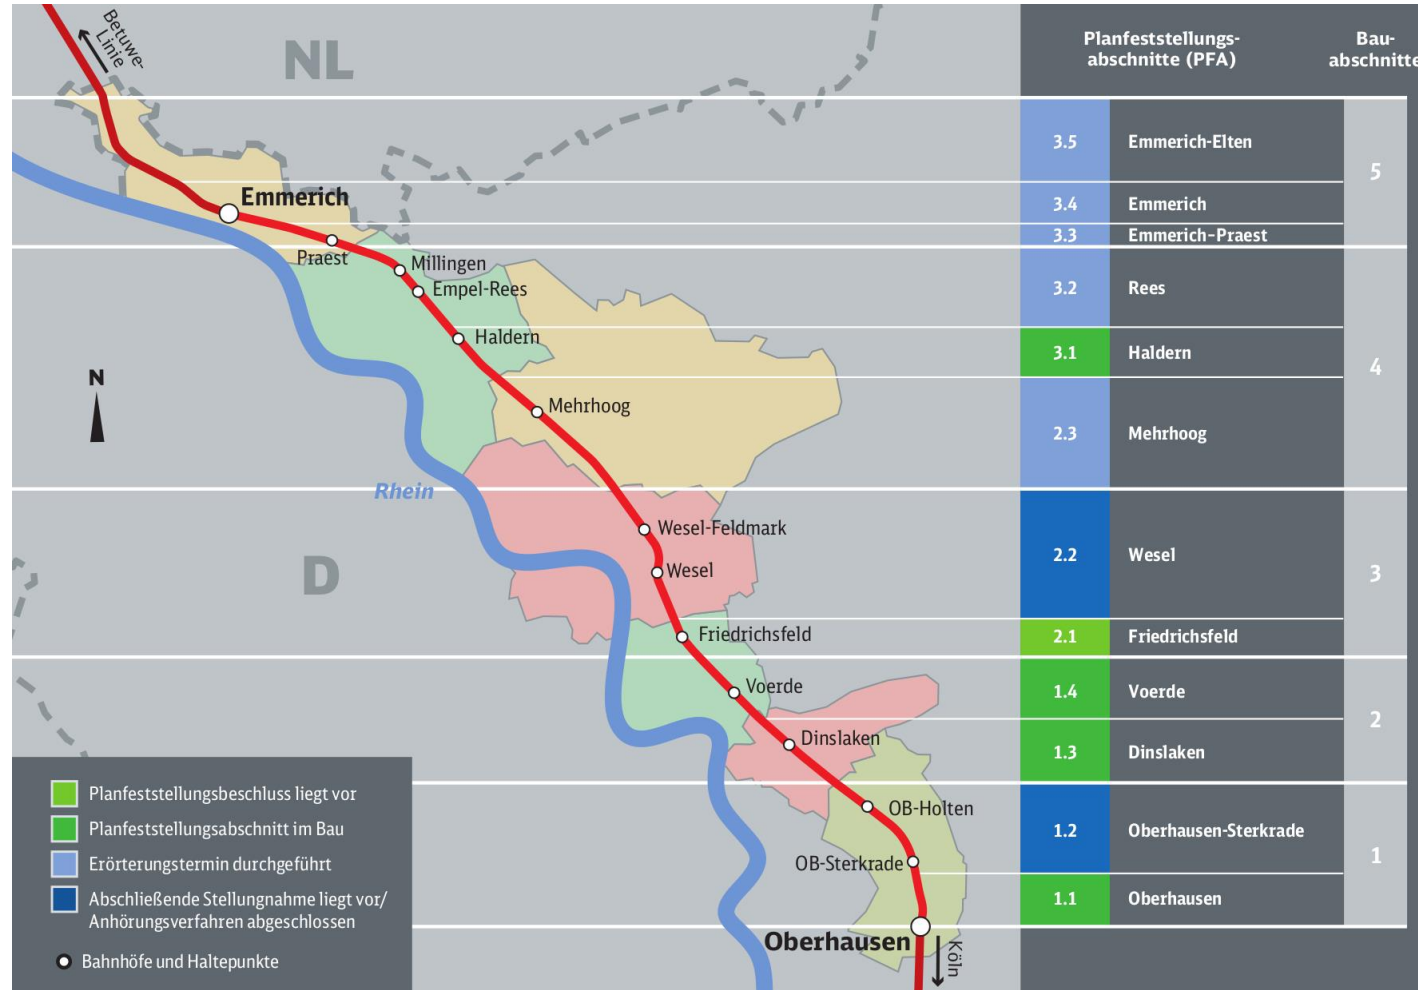 Betuwe-
Linie
NL
Emmerich
Praest
Millingen
Empel-Rees
Haldern
Mehrhoog
N
Rhein
Wesel-Feldmark
D
Wesel
Friedrichsfeld
Voerde
Dinslaken
OB-Holten
OB-Sterkrade
Oberhausen
Köln
Planfeststellungs-
abschnitte (PFA)
Bau-
abschnitte
3.5 Emmerich-Elten
3.4 Emmerich
3.3 Emmerich-Praest
5
3.2 Rees
3.1 Haldern
2.3 Mehrhoog
4
2.2 Wesel
2.1 Friedrichsfeld
3
1.4 Voerde
1.3 Dinslaken
2
1.2 Oberhausen-Sterkrade
1.1 Oberhausen
1
Planfeststellungsbeschluss liegt vor
Planfeststellungsabschnitt im Bau
Erörterungstermin durchgeführt
Abschließende Stellungnahme liegt vor/
Anhörungsverfahren abgeschlossen
Bahnhöfe und Haltepunkte